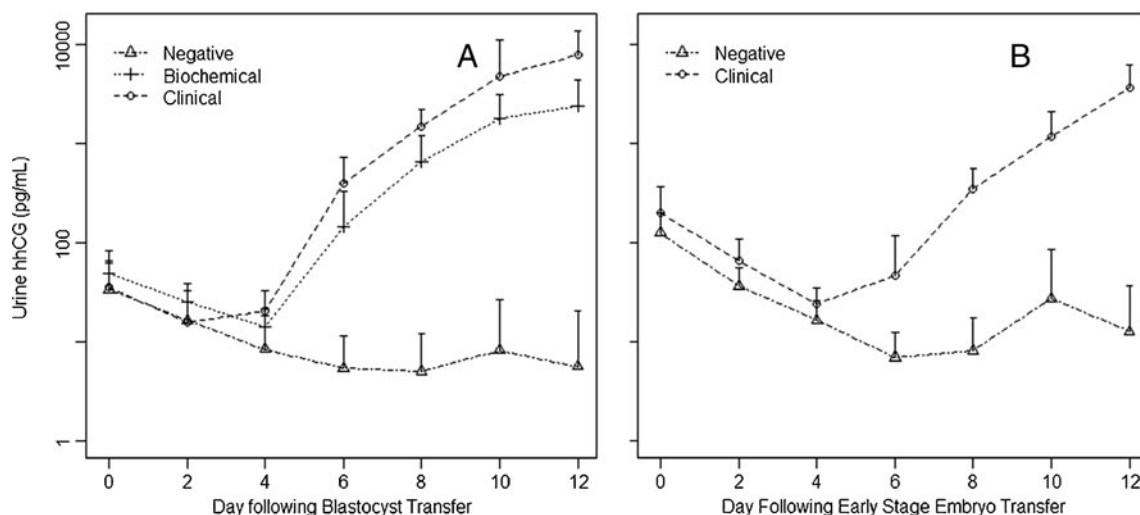 A
Negative
Biochemical
Clinical
B
Negative
Clinical
Urine hhCG (pg/mL)
10000
100
1
0 2 4 6 8 10 12
0 2 4 6 8 10 12
Day following Blastocyst Transfer
Day Following Early Stage Embryo Transfer